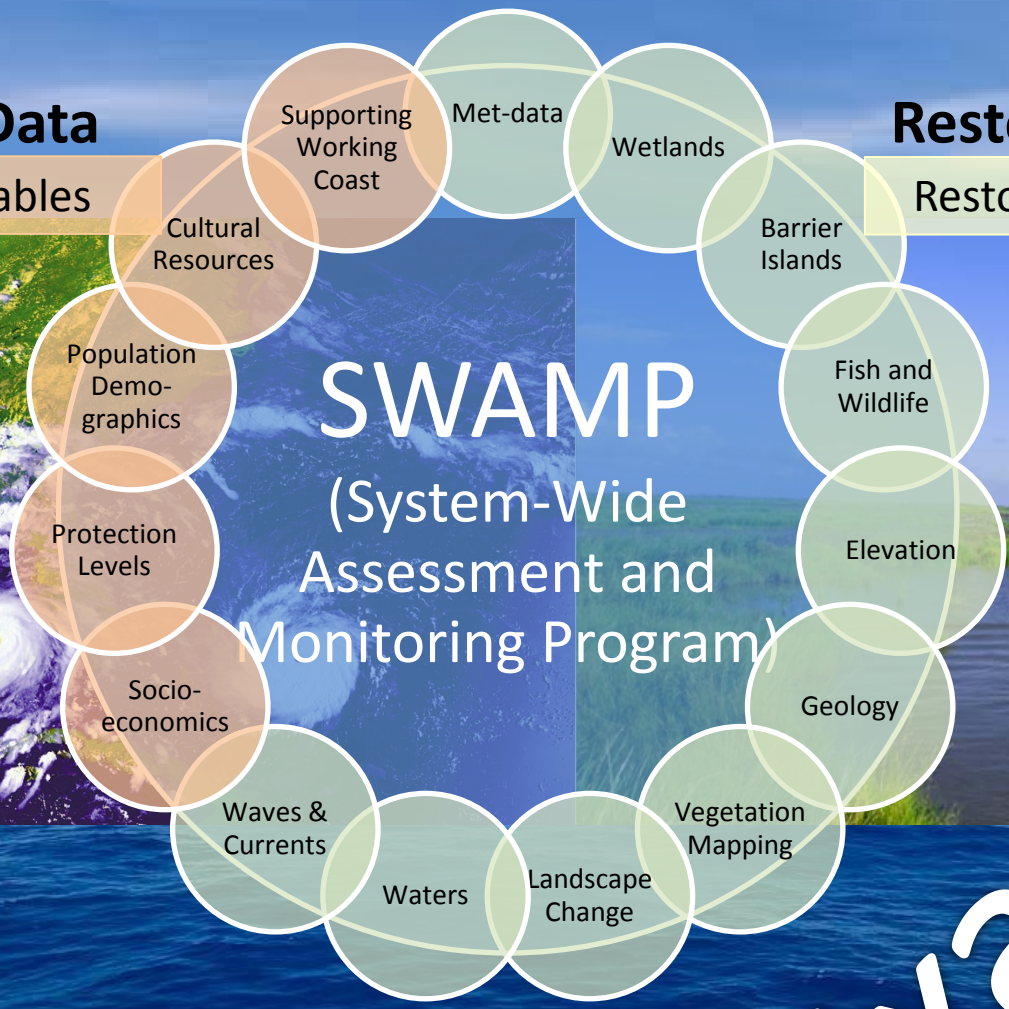 Data
ables
Resto
Resto
Met-data
Wetlands
Barrier
Islands
Fish and
Wildlife
Elevation
Geology
Vegetation
Mapping
Landscape
Change
Waters
Waves &
Currents
Socio-
economics
Protection
Levels
Population
Demo-
graphics
Cultural
Resources
Supporting
Working
Coast
SWAMP
(System-Wide
Assessment and
Monitoring Program)